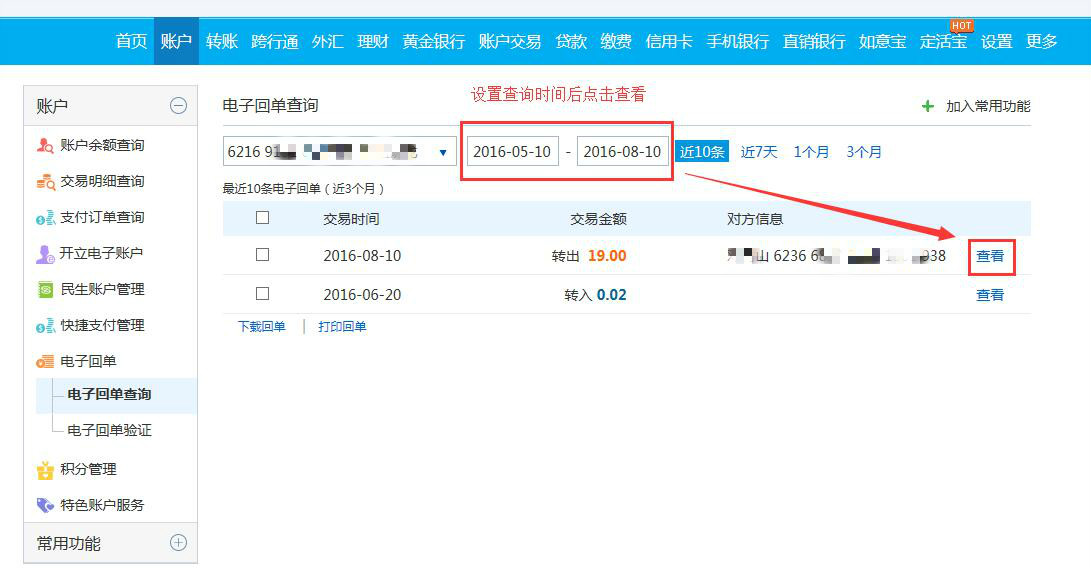 HOT
首页 账户 转账 跨行通 外汇 理财 黄金银行 账户交易 贷款 缴费 信用卡 手机银行 直销银行 如意宝 定活宝 设置 更多
账户
账户余额查询
交易明细查询
支付订单查询
开立电子账户
民生账户管理
快捷支付管理
电子回单
电子回单查询
电子回单验证
积分管理
特色账户服务
常用功能
设置查询时间后点击查看
电子回单查询 加入常用功能
6216 91 2016-05-10 - 2016-08-10 近10条 近7天 1个月 3个月
最近10条电子回单（近3个月）
交易时间 交易金额 对方信息
2016-08-10 转出 19.00 山 6236 938 查看
2016-06-20 转入 0.02 查看
下载回单 | 打印回单